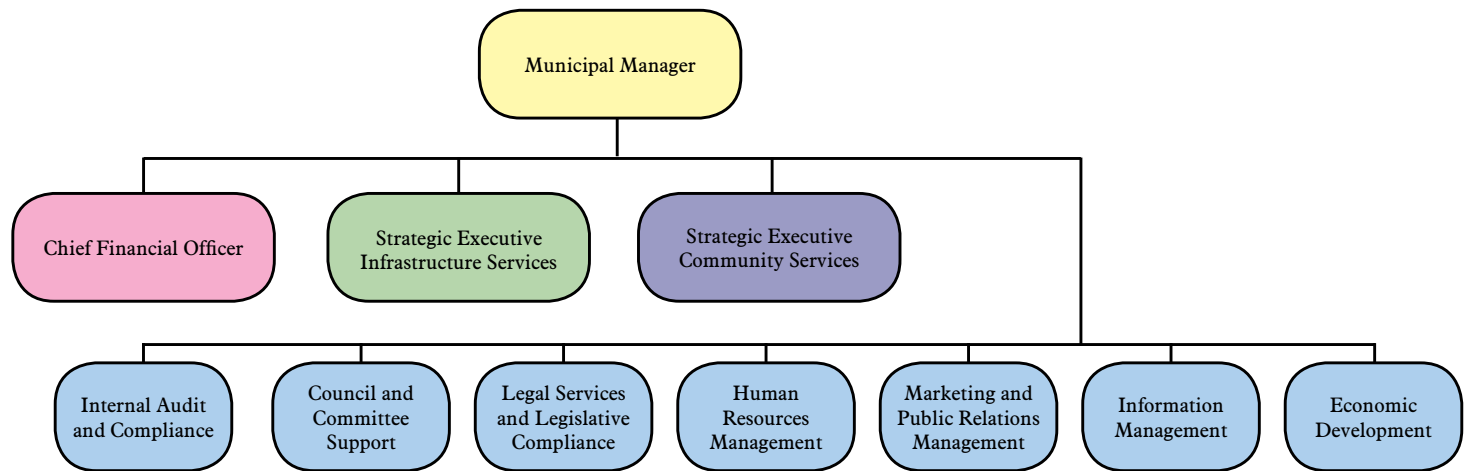 Municipal Manager
Chief Financial Officer
Strategic Executive
Infrastructure Services
Strategic Executive
Community Services
Internal Audit
and Compliance
Council and
Committee
Support
Legal Services
and Legislative
Compliance
Human
Resources
Management
Marketing and
Public Relations
Management
Information
Management
Economic
Development